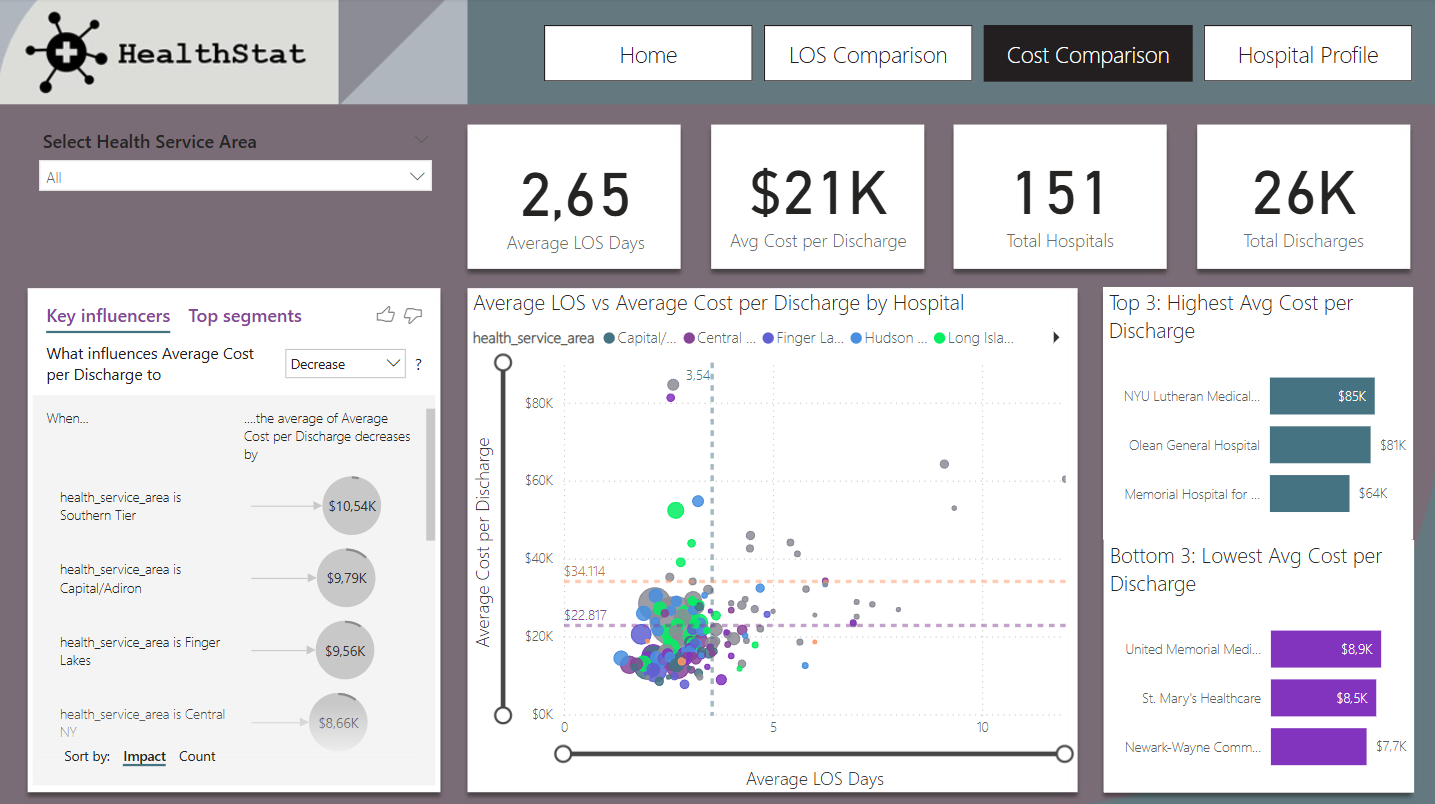 HealthStat
Home
LOS Comparison
Cost Comparison
Hospital Profile
Select Health Service Area
All
2,65
Average LOS Days
$21K
Avg Cost per Discharge
151
Total Hospitals
26K
Total Discharges
Key influencers
Top segments
What influences Average Cost
per Discharge to
Decrease
?
When...
....the average of Average
Cost per Discharge decreases
by
health_service_area is
Southern Tier
$10,54K
health_service_area is
Capital/Adiron
$9,79K
health_service_area is Finger
Lakes
$9,56K
health_service_area is Central
NY
$8,66K
Sort by:
Impact
Count
Average LOS vs Average Cost per Discharge by Hospital
health_service_area
Capital/...
Central ...
Finger La...
Hudson ...
Long Isla...
Average Cost per Discharge
$80K
$60K
$40K
$20K
$0K
3,54
$34.114
$22.817
0
5
10
Average LOS Days
Top 3: Highest Avg Cost per
Discharge
NYU Lutheran Medical...
$85K
Olean General Hospital
$81K
Memorial Hospital for ...
$64K
Bottom 3: Lowest Avg Cost per
Discharge
United Memorial Medi...
$8,9K
St. Mary's Healthcare
$8,5K
Newark-Wayne Comm...
$7,7K